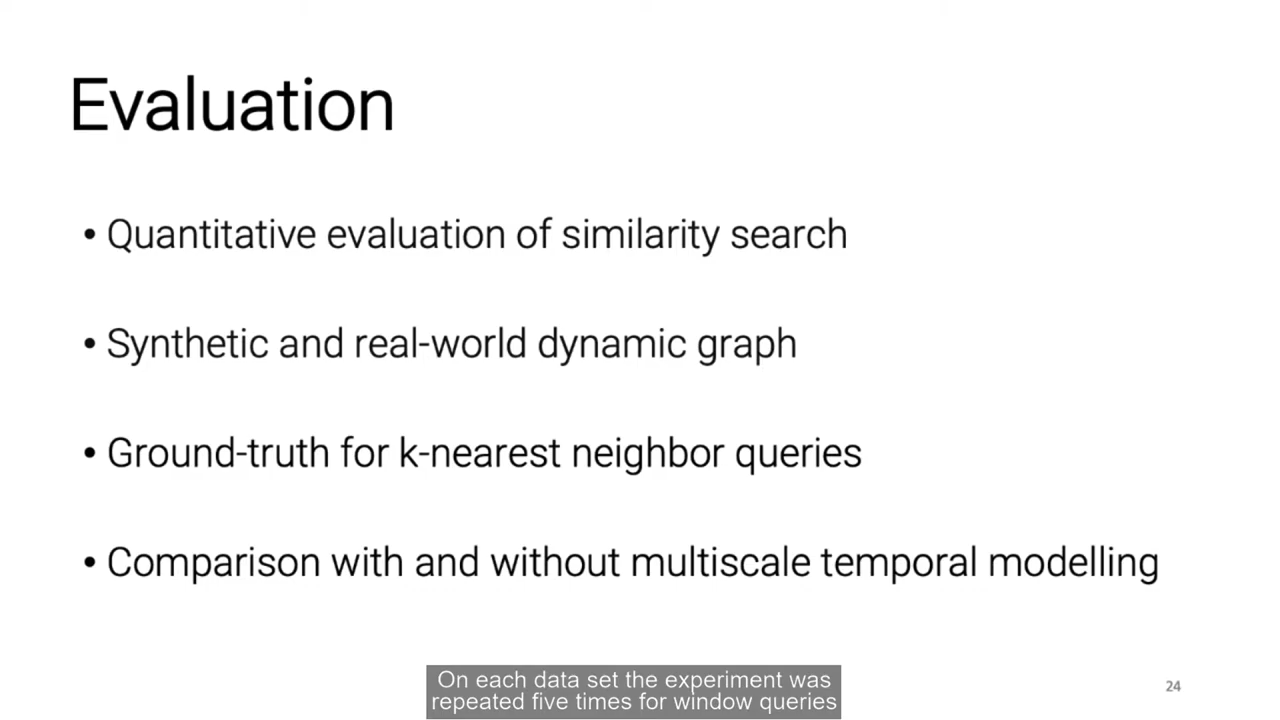 Evaluation
• Quantitative evaluation of similarity search
• Synthetic and real-world dynamic graph
• Ground-truth for k-nearest neighbor queries
• Comparison with and without multiscale temporal modelling
On each data set the experiment was
repeated five times for window queries
24